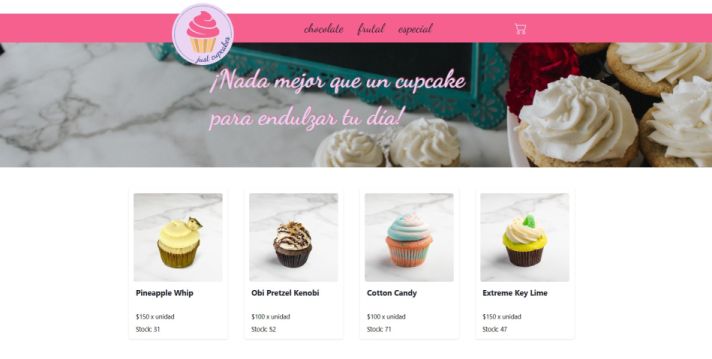 just cupcakes
chocolate frutal especial
¡Nada mejor que un cupcake
para endulzar tu día!
Pineapple Whip
$150 x unidad
Stock: 31
Obi Pretzel Kenobi
$100 x unidad
Stock: 52
Cotton Candy
$100 x unidad
Stock: 71
Extreme Key Lime
$150 x unidad
Stock: 47